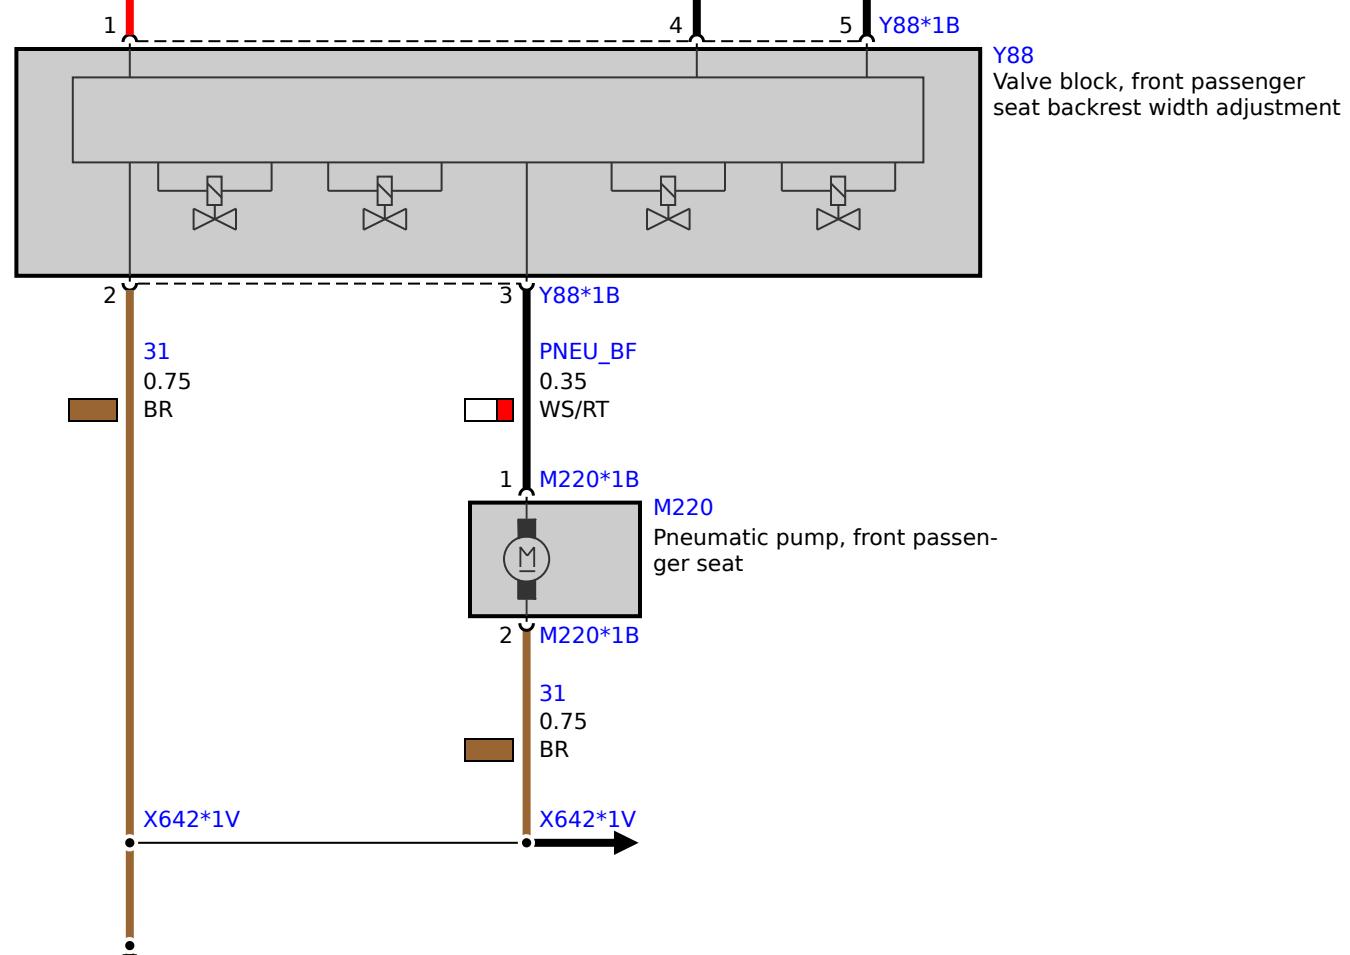 1
4
5
Y88*1B
Y88
Valve block, front passenger
seat backrest width adjustment
2
3
Y88*1B
31
0.75
BR
PNEU_BF
0.35
WS/RT
1
M220*1B
M220
Pneumatic pump, front passen-
ger seat
M
2
M220*1B
31
0.75
BR
X642*1V
X642*1V